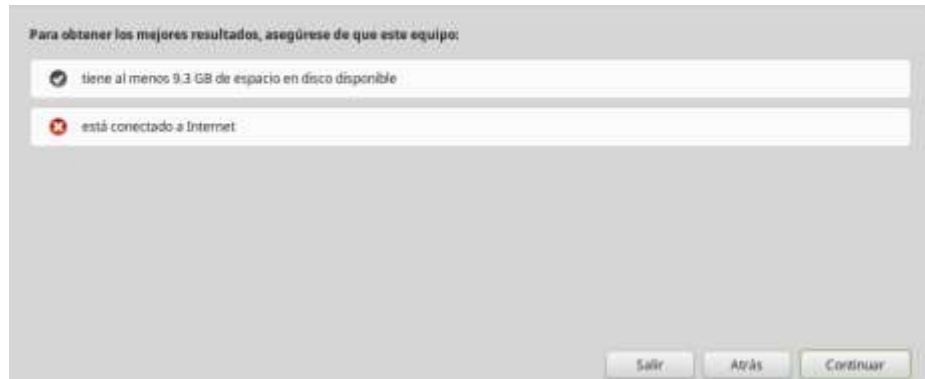 Para obtener los mejores resultados, asegúrese de que este equipo:
tiene al menos 9.3 GB de espacio en disco disponible
está conectado a Internet
Salir
Atrás
Continuar